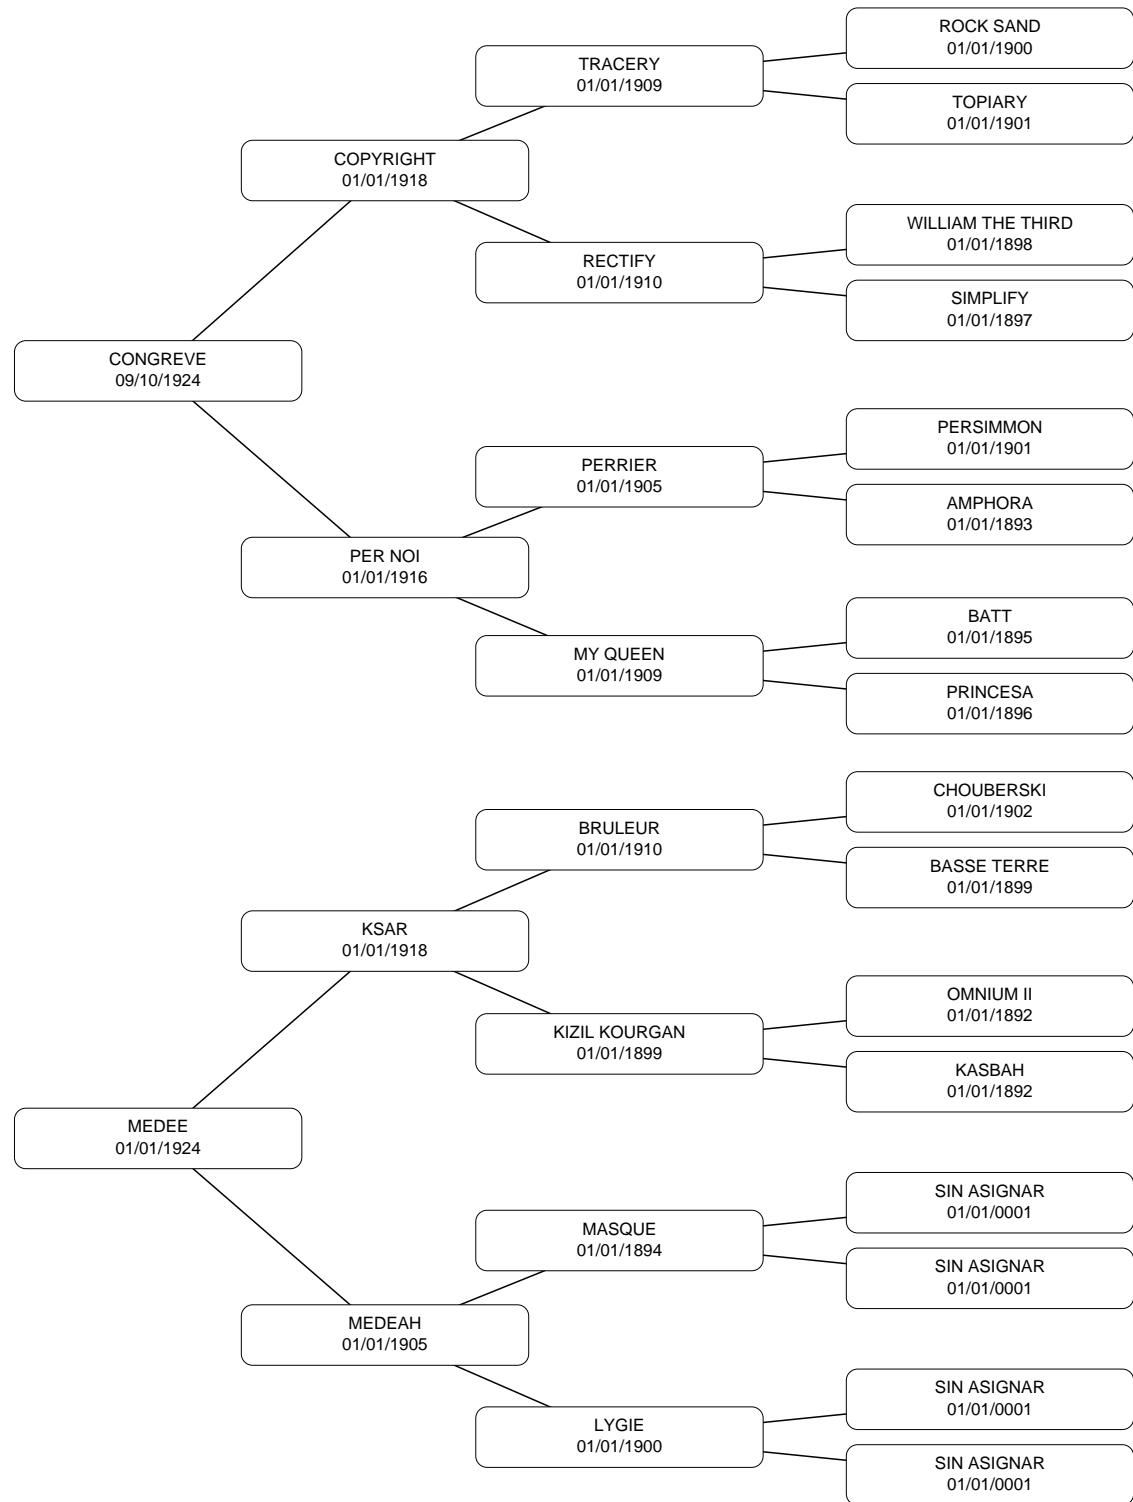 ROCK SAND
01/01/1900
TRACERY
01/01/1909
TOPIARY
01/01/1901
COPYRIGHT
01/01/1918
WILLIAM THE THIRD
01/01/1898
RECTIFY
01/01/1910
SIMPLIFY
01/01/1897
CONGREVE
09/10/1924
PERSIMMON
01/01/1901
PERRIER
01/01/1905
AMPHORA
01/01/1893
PER NOI
01/01/1916
BATT
01/01/1895
MY QUEEN
01/01/1909
PRINCESA
01/01/1896
CHOUBERSKI
01/01/1902
BRULEUR
01/01/1910
BASSE TERRE
01/01/1899
KSAR
01/01/1918
OMNIUM II
01/01/1892
KIZIL KOURGAN
01/01/1899
KASBAH
01/01/1892
MEDEE
01/01/1924
SIN ASIGNAR
01/01/0001
MASQUE
01/01/1894
SIN ASIGNAR
01/01/0001
MEDEAH
01/01/1905
SIN ASIGNAR
01/01/0001
LYGIE
01/01/1900
SIN ASIGNAR
01/01/0001